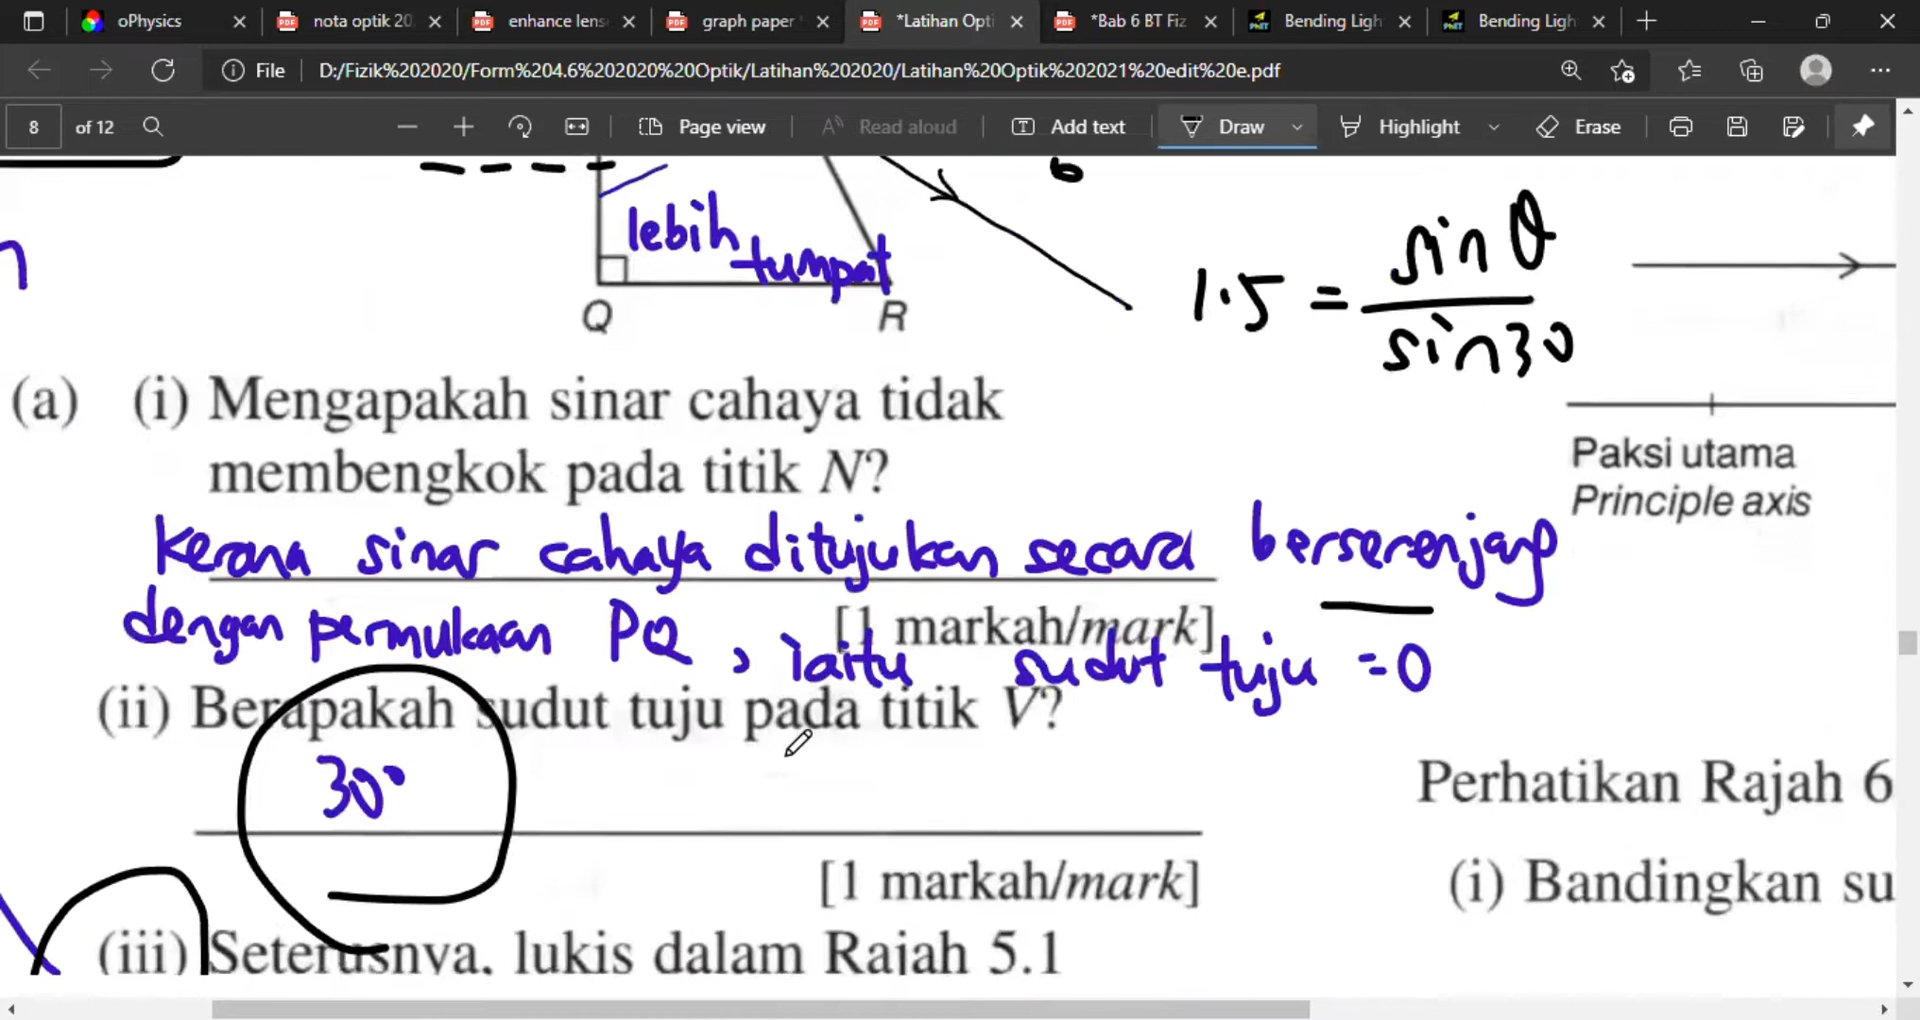 oPhysics
nota optik 20
enhance lens
graph paper
*Latihan Opti
*Bab 6 BT Fiz
Bending Ligh
Bending Ligh
File
D:/Fizik%202020/Form%204.6%202020%20Optik/Latihan%202020/Latihan%20Optik%202021%20edit%20e.pdf
8 of 12
Page view
Read aloud
Add text
Draw
Highlight
Erase
lebih
tumpat
Q
R
1.5 = sin θ
sin 30
(a) (i) Mengapakah sinar cahaya tidak
membengkok pada titik N?
Paksi utama
Principle axis
Kerana sinar cahaya ditujukan secara berserenjang
dengan permukaan PQ, iaitu sudut tuju = 0
[1 markah/mark]
(ii) Berapakah sudut tuju pada titik V?
30°
[1 markah/mark]
(iii) Seterusnya, lukis dalam Rajah 5.1
Perhatikan Rajah 6
(i) Bandingkan su